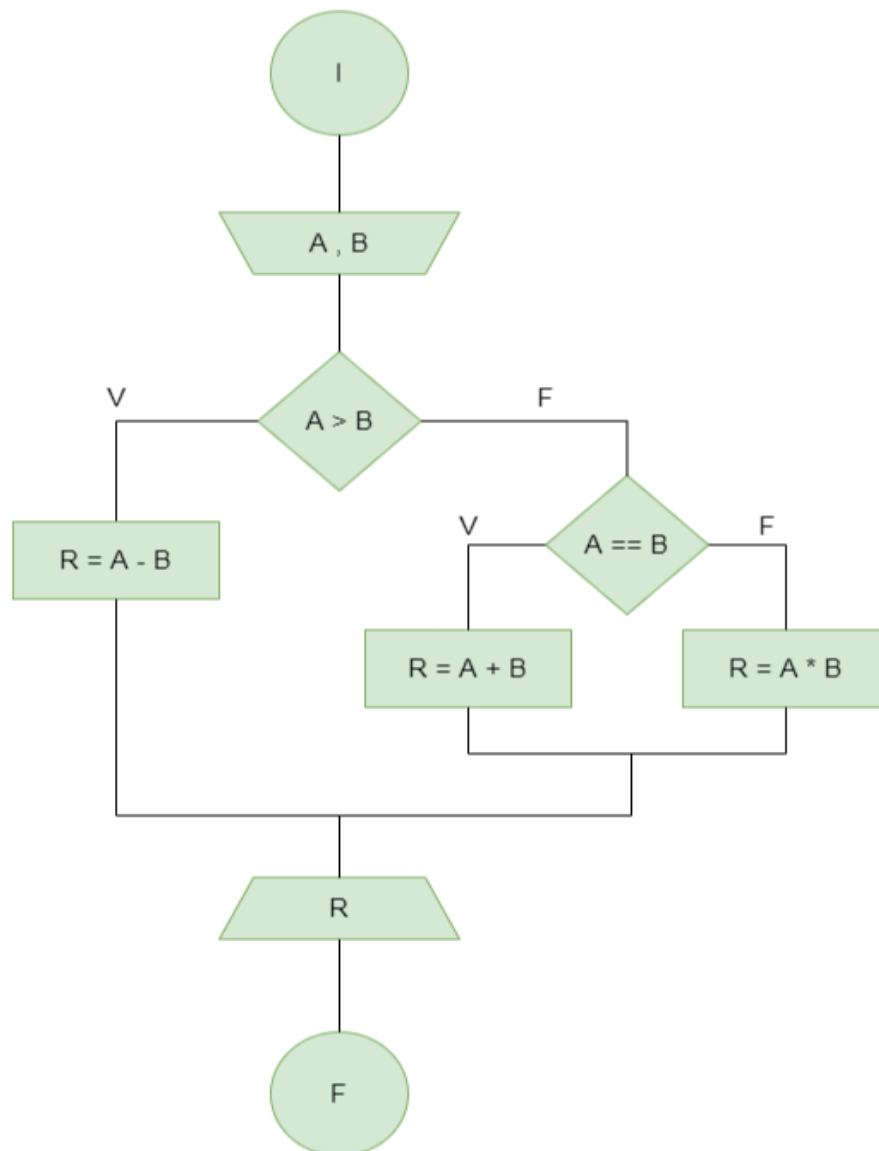 I
A , B
V
A > B
F
R = A - B
V
A == B
F
R = A + B
R = A * B
R
F